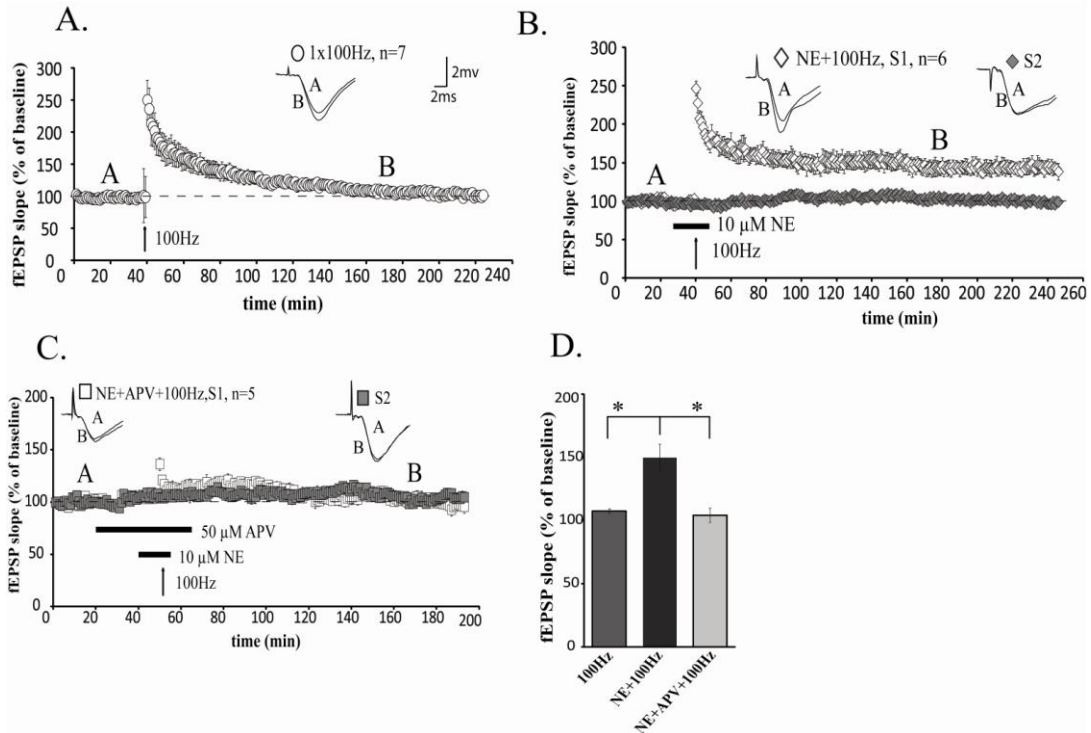 A.
1x100Hz, n=7
2mv
2ms
A
B
300
250
200
150
100
50
0
A
B
100Hz
0 20 40 60 80 100 120 140 160 180 200 220 240
time (min)
fEPSP slope (% of baseline)
B.
NE+100Hz, S1, n=6
S2
A
B
A
B
300
250
200
150
100
50
0
A
B
10 µM NE
100Hz
0 20 40 60 80 100 120 140 160 180 200 220 240 260
time (min)
fEPSP slope (% of baseline)
C.
NE+APV+100Hz,S1, n=5
S2
A
B
A
B
200
150
100
50
0
A
B
50 µM APV
10 µM NE
100Hz
0 20 40 60 80 100 120 140 160 180 200
time (min)
fEPSP slope (% of baseline)
D.
* *
200
150
100
50
0
fEPSP slope (% of baseline)
100Hz
NE+100Hz
NE+APV+100Hz